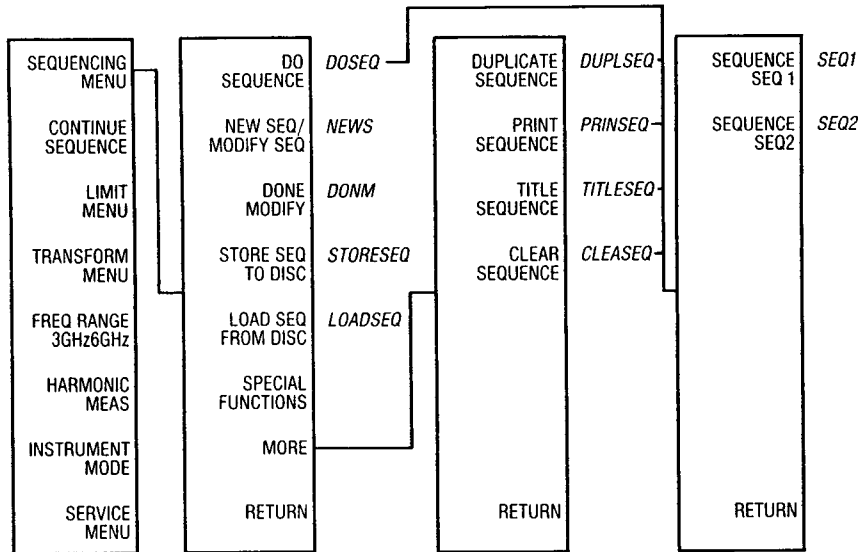 SEQUENCING
MENU
CONTINUE
SEQUENCE
LIMIT
MENU
TRANSFORM
MENU
FREQ RANGE
3GHz6GHz
HARMONIC
MEAS
INSTRUMENT
MODE
SERVICE
MENU
DO
SEQUENCE
DOSEQ
NEW SEQ/
MODIFY SEQ
NEWS
DONE
MODIFY
DONM
STORE SEQ
TO DISC
STORESEQ
LOAD SEQ
FROM DISC
LOADSEQ
SPECIAL
FUNCTIONS
MORE
RETURN
DUPLICATE
SEQUENCE
DUPLSEQ
PRINT
SEQUENCE
PRINSEQ
TITLE
SEQUENCE
TITLESEQ
CLEAR
SEQUENCE
CLEASEQ
RETURN
SEQUENCE
SEQ 1
SEQ1
SEQUENCE
SEQ2
SEQ2
RETURN